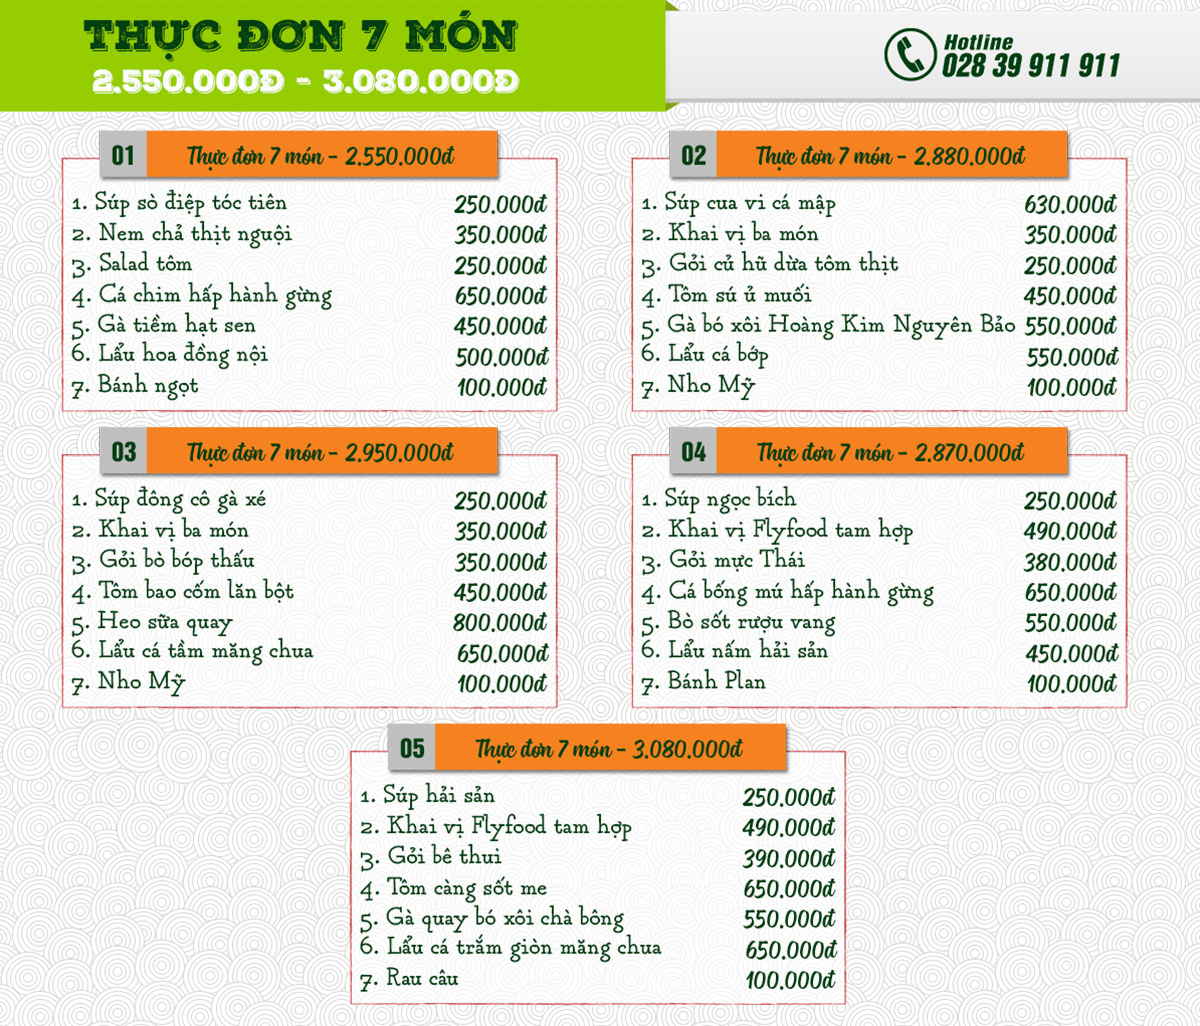 THỰC ĐƠN 7 MÓN
2.550.000Đ - 3.080.000Đ
Hotline
028 39 911 911
01 Thực đơn 7 món - 2.550.000đ
1. Súp sò điệp tóc tiên 250.000đ
2. Nem chả thịt nguội 350.000đ
3. Salad tôm 250.000đ
4. Cá chim hấp hành gừng 650.000đ
5. Gà tiềm hạt sen 450.000đ
6. Lẩu hoa đồng nội 500.000đ
7. Bánh ngọt 100.000đ
02 Thực đơn 7 món - 2.880.000đ
1. Súp cua vi cá mập 630.000đ
2. Khai vị ba món 350.000đ
3. Gỏi củ hũ dừa tôm thịt 250.000đ
4. Tôm sú ủ muối 450.000đ
5. Gà bó xôi Hoàng Kim Nguyên Bảo 550.000đ
6. Lẩu cá bớp 550.000đ
7. Nho Mỹ 100.000đ
03 Thực đơn 7 món - 2.950.000đ
1. Súp đông cô gà xé 250.000đ
2. Khai vị ba món 350.000đ
3. Gỏi bò bóp thấu 350.000đ
4. Tôm bao cốm lăn bột 450.000đ
5. Heo sữa quay 800.000đ
6. Lẩu cá tầm măng chua 650.000đ
7. Nho Mỹ 100.000đ
04 Thực đơn 7 món - 2.870.000đ
1. Súp ngọc bích 250.000đ
2. Khai vị Flyfood tam hợp 490.000đ
3. Gỏi mực Thái 380.000đ
4. Cá bống mú hấp hành gừng 650.000đ
5. Bò sốt rượu vang 550.000đ
6. Lẩu nấm hải sản 450.000đ
7. Bánh Plan 100.000đ
05 Thực đơn 7 món - 3.080.000đ
1. Súp hải sản 250.000đ
2. Khai vị Flyfood tam hợp 490.000đ
3. Gỏi bê thui 390.000đ
4. Tôm càng sốt me 650.000đ
5. Gà quay bó xôi chà bông 550.000đ
6. Lẩu cá trắm giòn măng chua 650.000đ
7. Rau câu 100.000đ